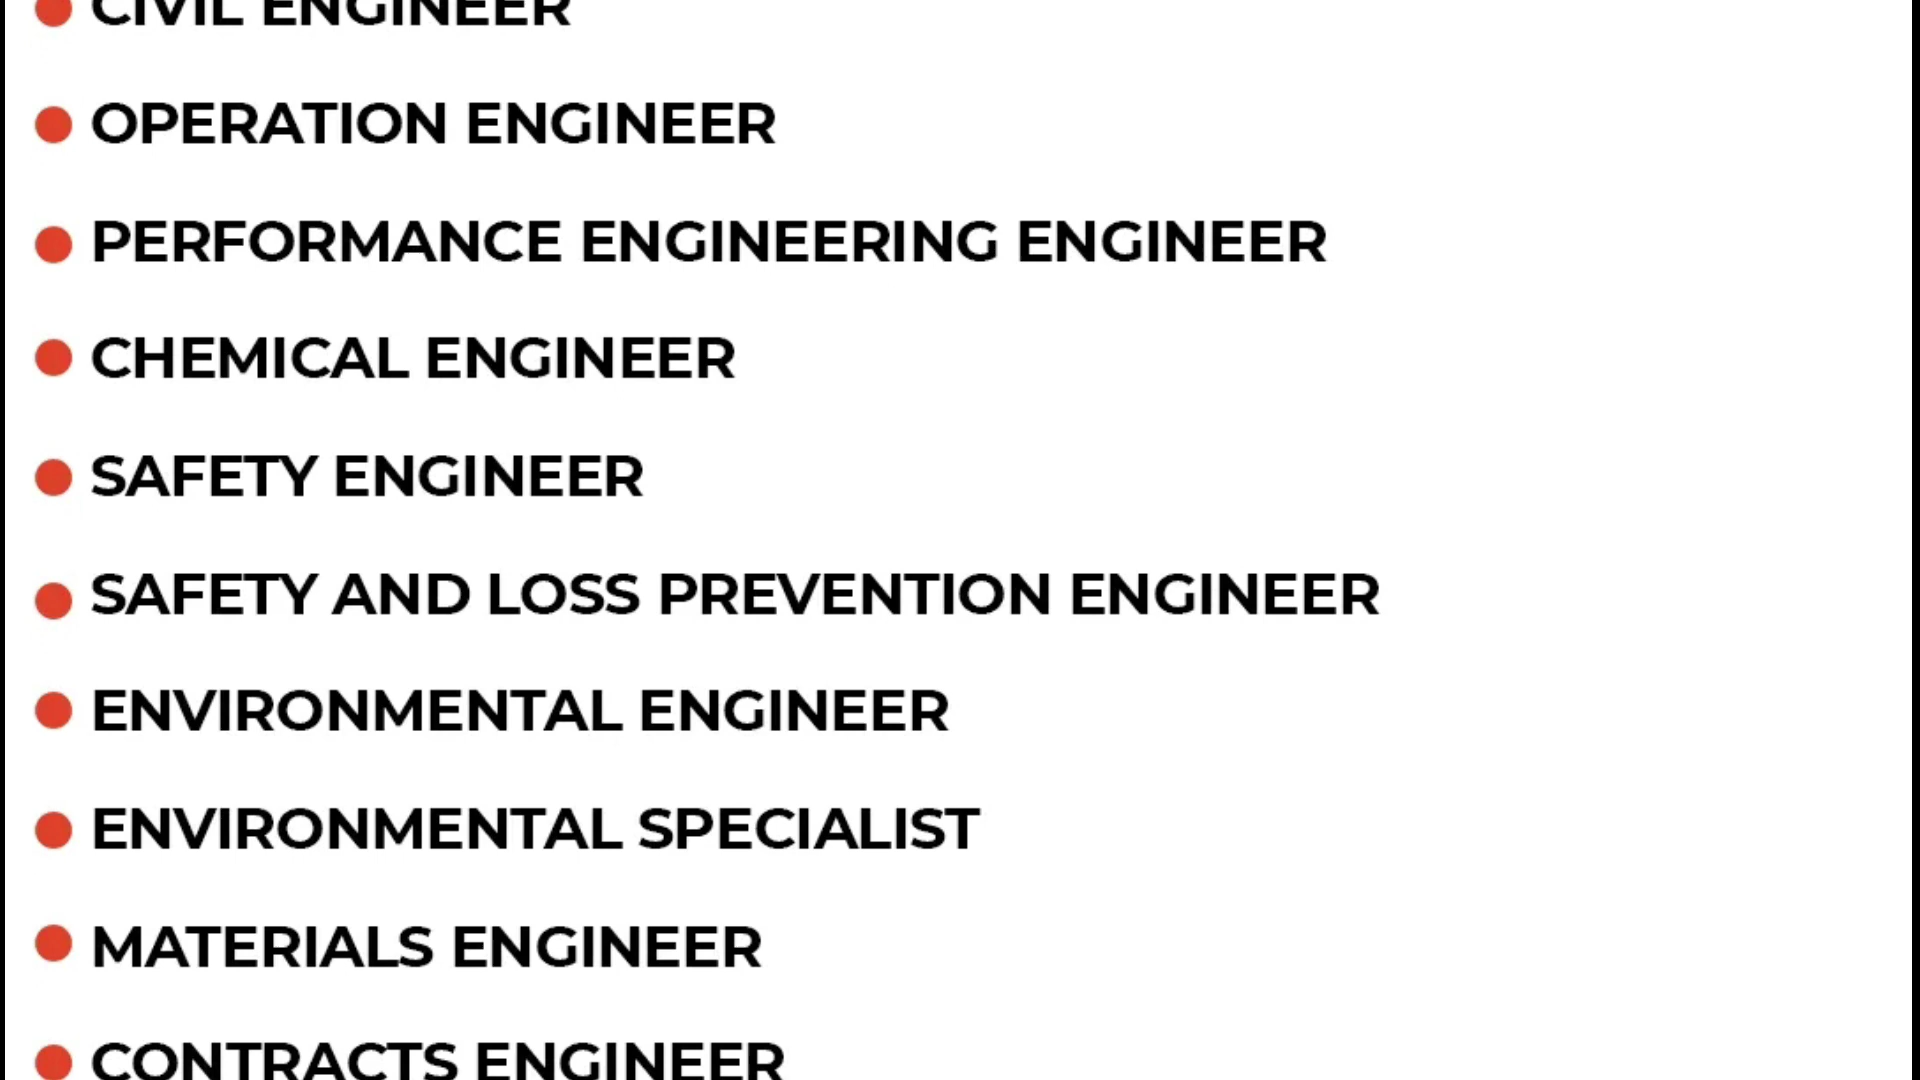 CIVIL ENGINEER
OPERATION ENGINEER
PERFORMANCE ENGINEERING ENGINEER
CHEMICAL ENGINEER
SAFETY ENGINEER
SAFETY AND LOSS PREVENTION ENGINEER
ENVIRONMENTAL ENGINEER
ENVIRONMENTAL SPECIALIST
MATERIALS ENGINEER
CONTRACTS ENGINEER